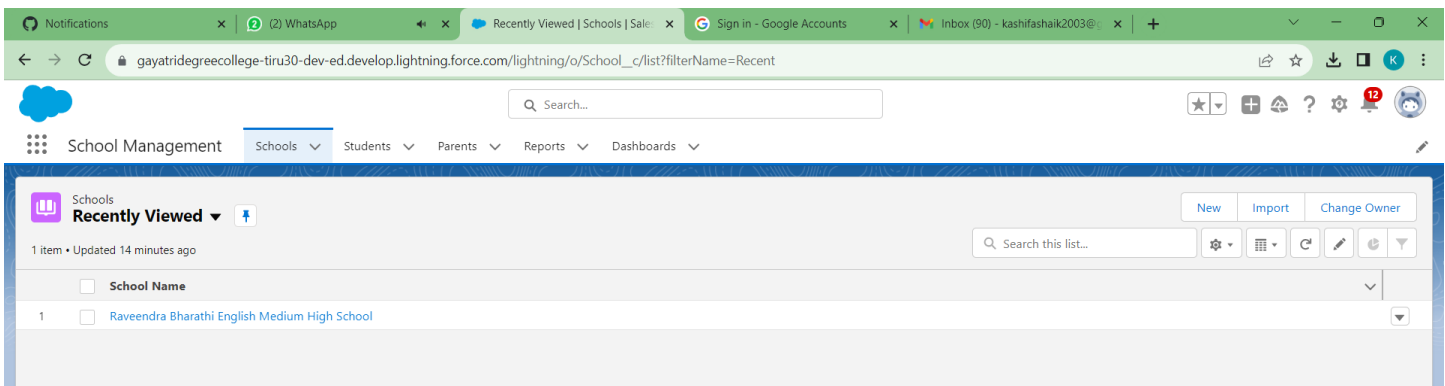 Notifications
(2) WhatsApp
Recently Viewed | Schools | Sales
Sign in - Google Accounts
Inbox (90) - kashifashaik2003@g
gayatridegreecollege-tiru30-dev-ed.develop.lightning.force.com/lightning/o/School__c/list?filterName=Recent
K
Search...
12
School Management
Schools
Students
Parents
Reports
Dashboards
Schools
Recently Viewed
New
Import
Change Owner
1 item • Updated 14 minutes ago
Search this list...
School Name
1
Raveendra Bharathi English Medium High School